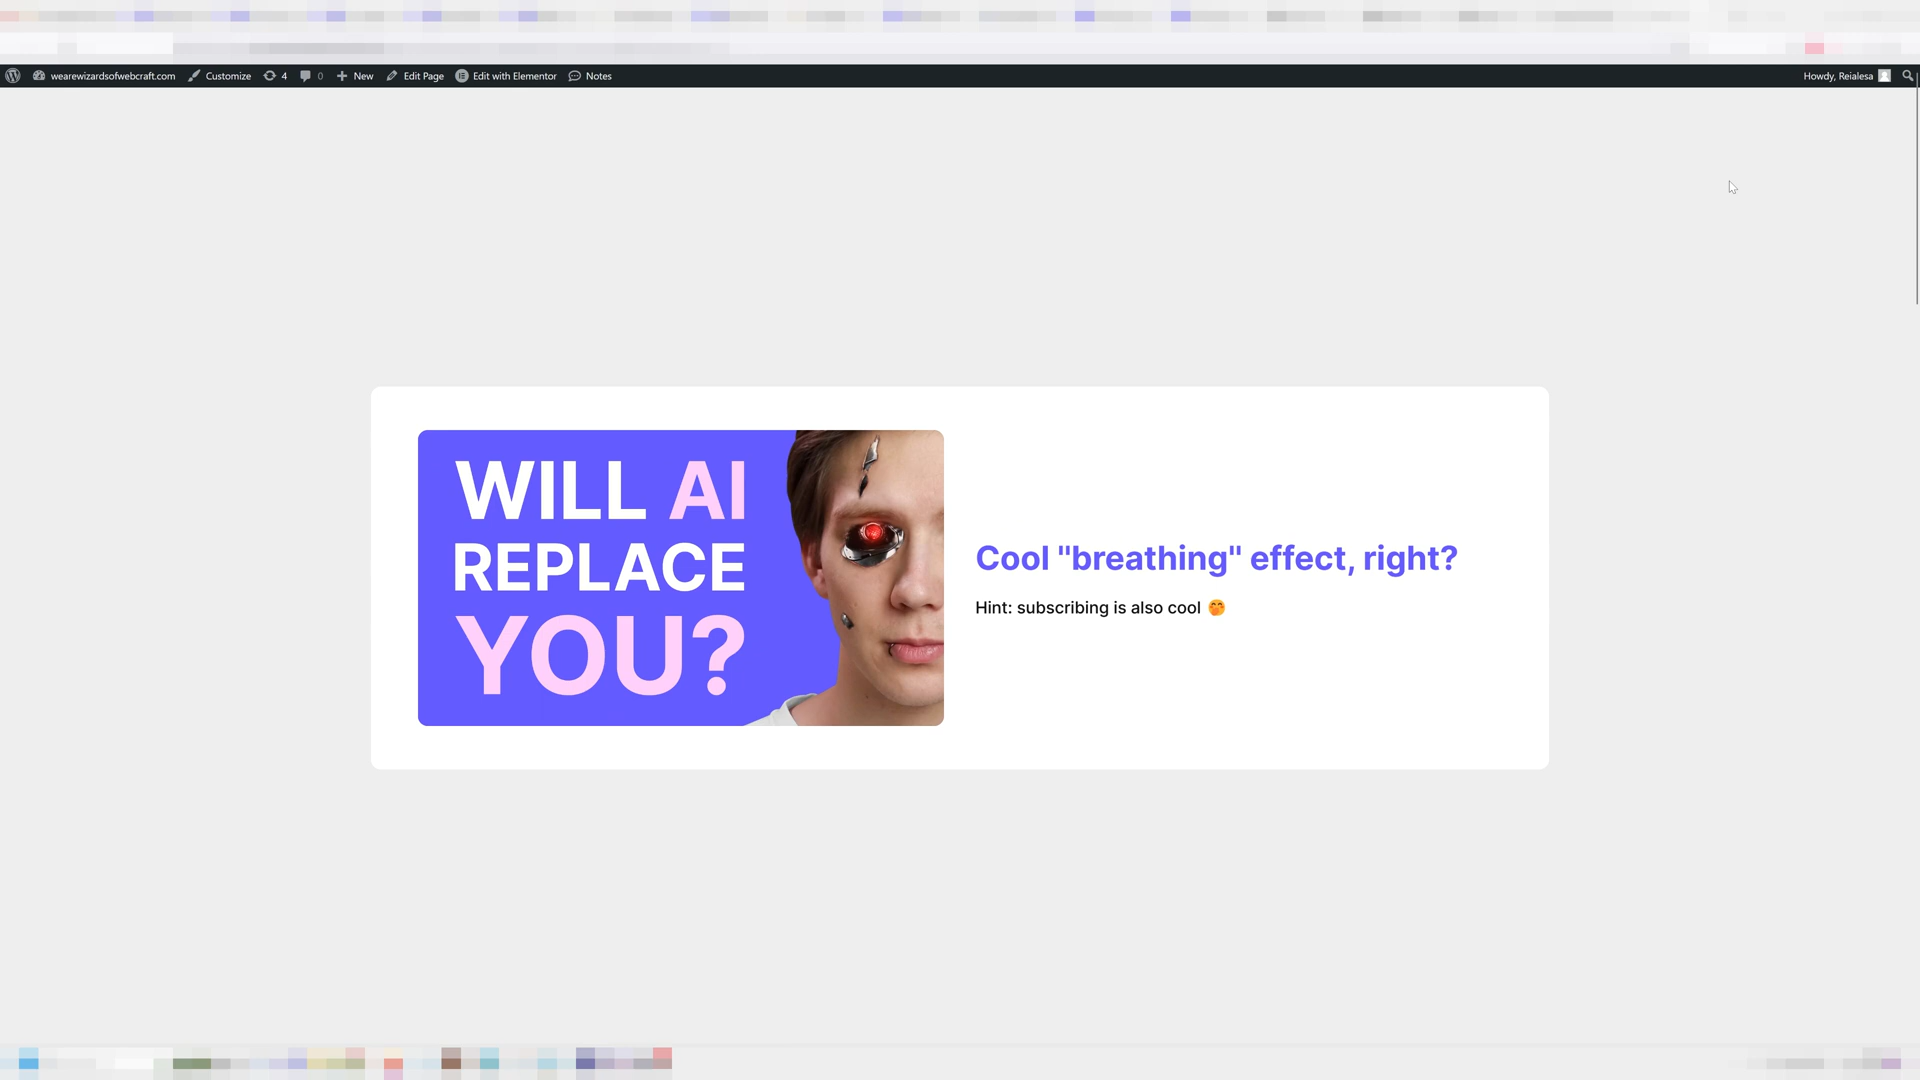 wearewizardsofwebcraft.com Customize 4 0 New Edit Page Edit with Elementor Notes Howdy, Reialesa
WILL AI
REPLACE
YOU?
Cool "breathing" effect, right?
Hint: subscribing is also cool 🤭